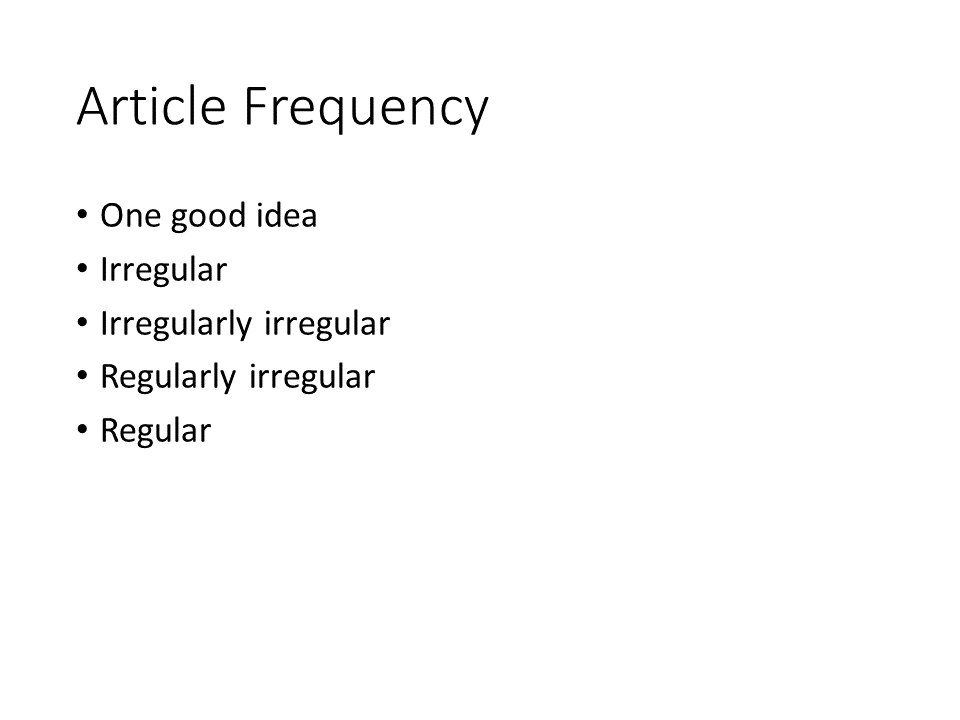 Article Frequency
• One good idea
• Irregular
• Irregularly irregular
• Regularly irregular
• Regular